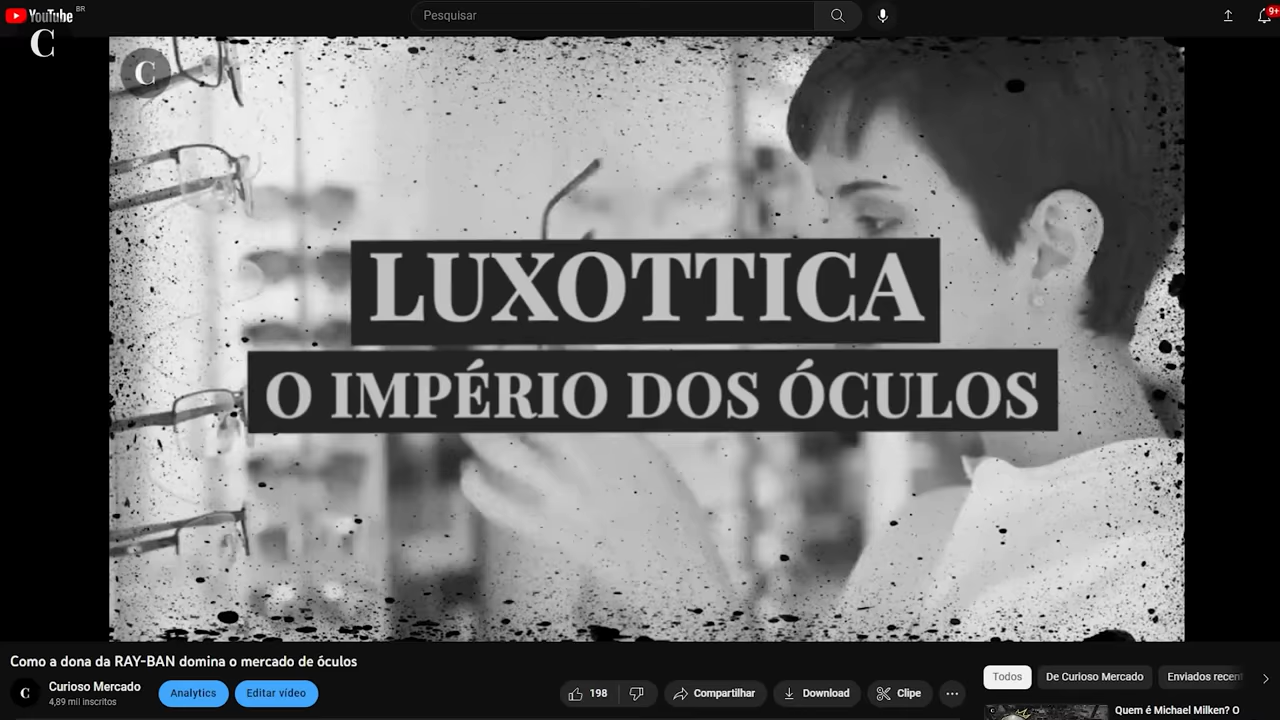 YouTube BR
Pesquisar
9+
C
C
LUXOTTICA
O IMPÉRIO DOS ÓCULOS
Como a dona da RAY-BAN domina o mercado de óculos
C
Curioso Mercado
4,89 mil inscritos
Analytics
Editar vídeo
198
Compartilhar
Download
Clipe
Todos
De Curioso Mercado
Enviados recent
Quem é Michael Milken? O